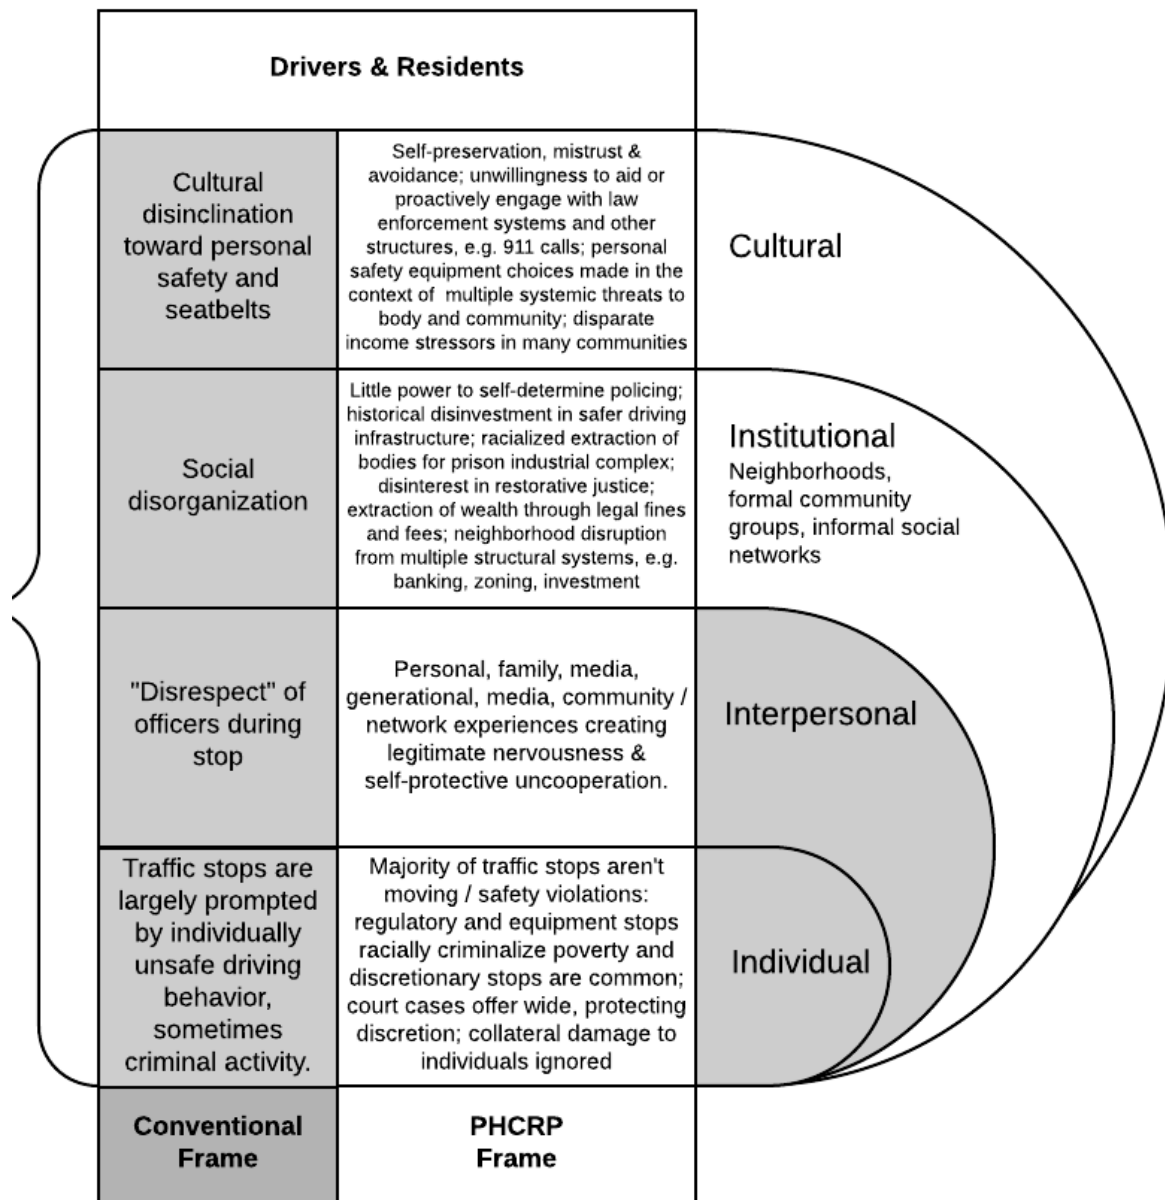 Drivers & Residents
Cultural
disinclination
toward personal
safety and
seatbelts
Self-preservation, mistrust &
avoidance; unwillingness to aid or
proactively engage with law
enforcement systems and other
structures, e.g. 911 calls; personal
safety equipment choices made in the
context of  multiple systemic threats to
body and community; disparate
income stressors in many communities
Cultural
Social
disorganization
Little power to self-determine policing;
historical disinvestment in safer driving
infrastructure; racialized extraction of
bodies for prison industrial complex;
disinterest in restorative justice;
extraction of wealth through legal fines
and fees; neighborhood disruption
from multiple structural systems, e.g.
banking, zoning, investment
Institutional
Neighborhoods,
formal community
groups, informal social
networks
"Disrespect" of
officers during
stop
Personal, family, media,
generational, media, community /
network experiences creating
legitimate nervousness &
self-protective uncooperation.
Interpersonal
Traffic stops are
largely prompted
by individually
unsafe driving
behavior,
sometimes
criminal activity.
Majority of traffic stops aren't
moving / safety violations:
regulatory and equipment stops
racially criminalize poverty and
discretionary stops are common;
court cases offer wide, protecting
discretion; collateral damage to
individuals ignored
Individual
Conventional
Frame
PHCRP
Frame